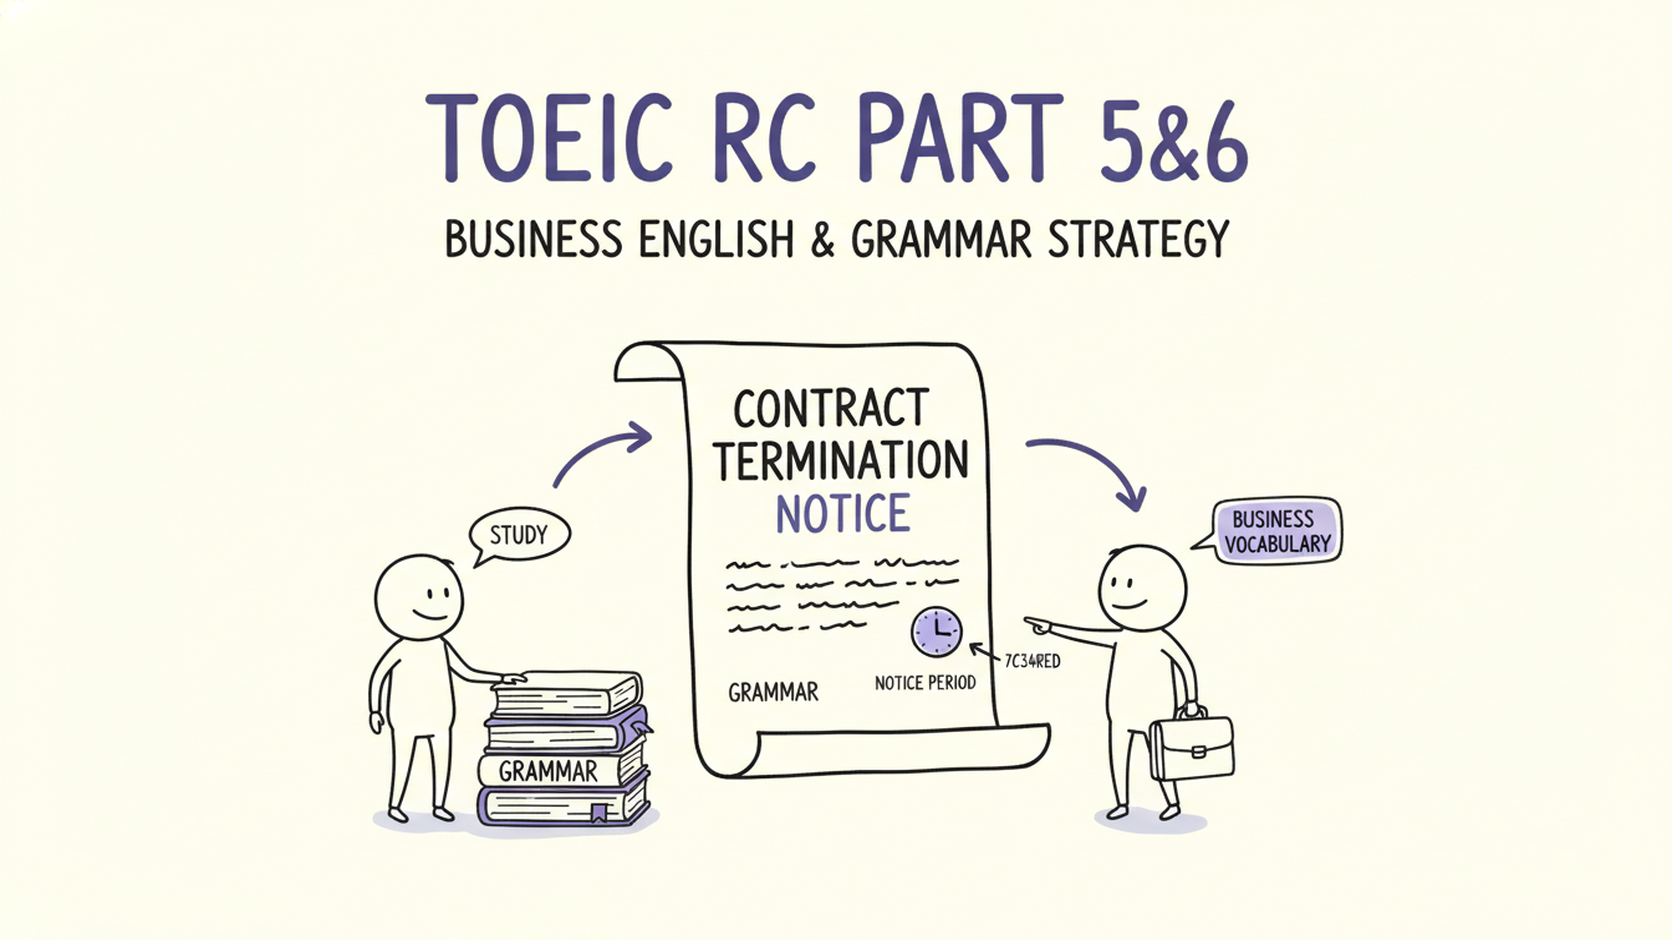 TOEIC RC PART 5&6
BUSINESS ENGLISH & GRAMMAR STRATEGY
CONTRACT
TERMINATION
NOTICE
STUDY
BUSINESS
VOCABULARY
7C34RED
NOTICE PERIOD
GRAMMAR
GRAMMAR